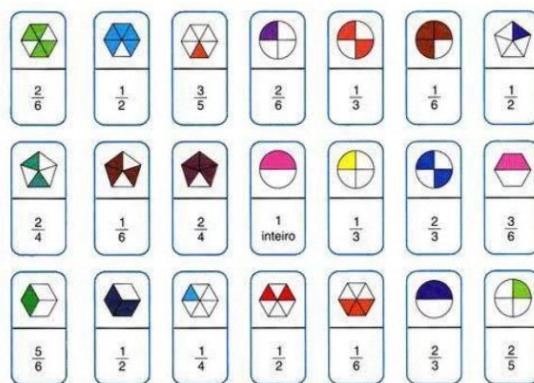 2/6 1/2 3/5 2/6 1/3 1/6 1/2
2/4 1/6 2/4 1 inteiro 1/3 2/3 3/6
5/6 1/2 1/4 1/2 1/6 2/3 2/5